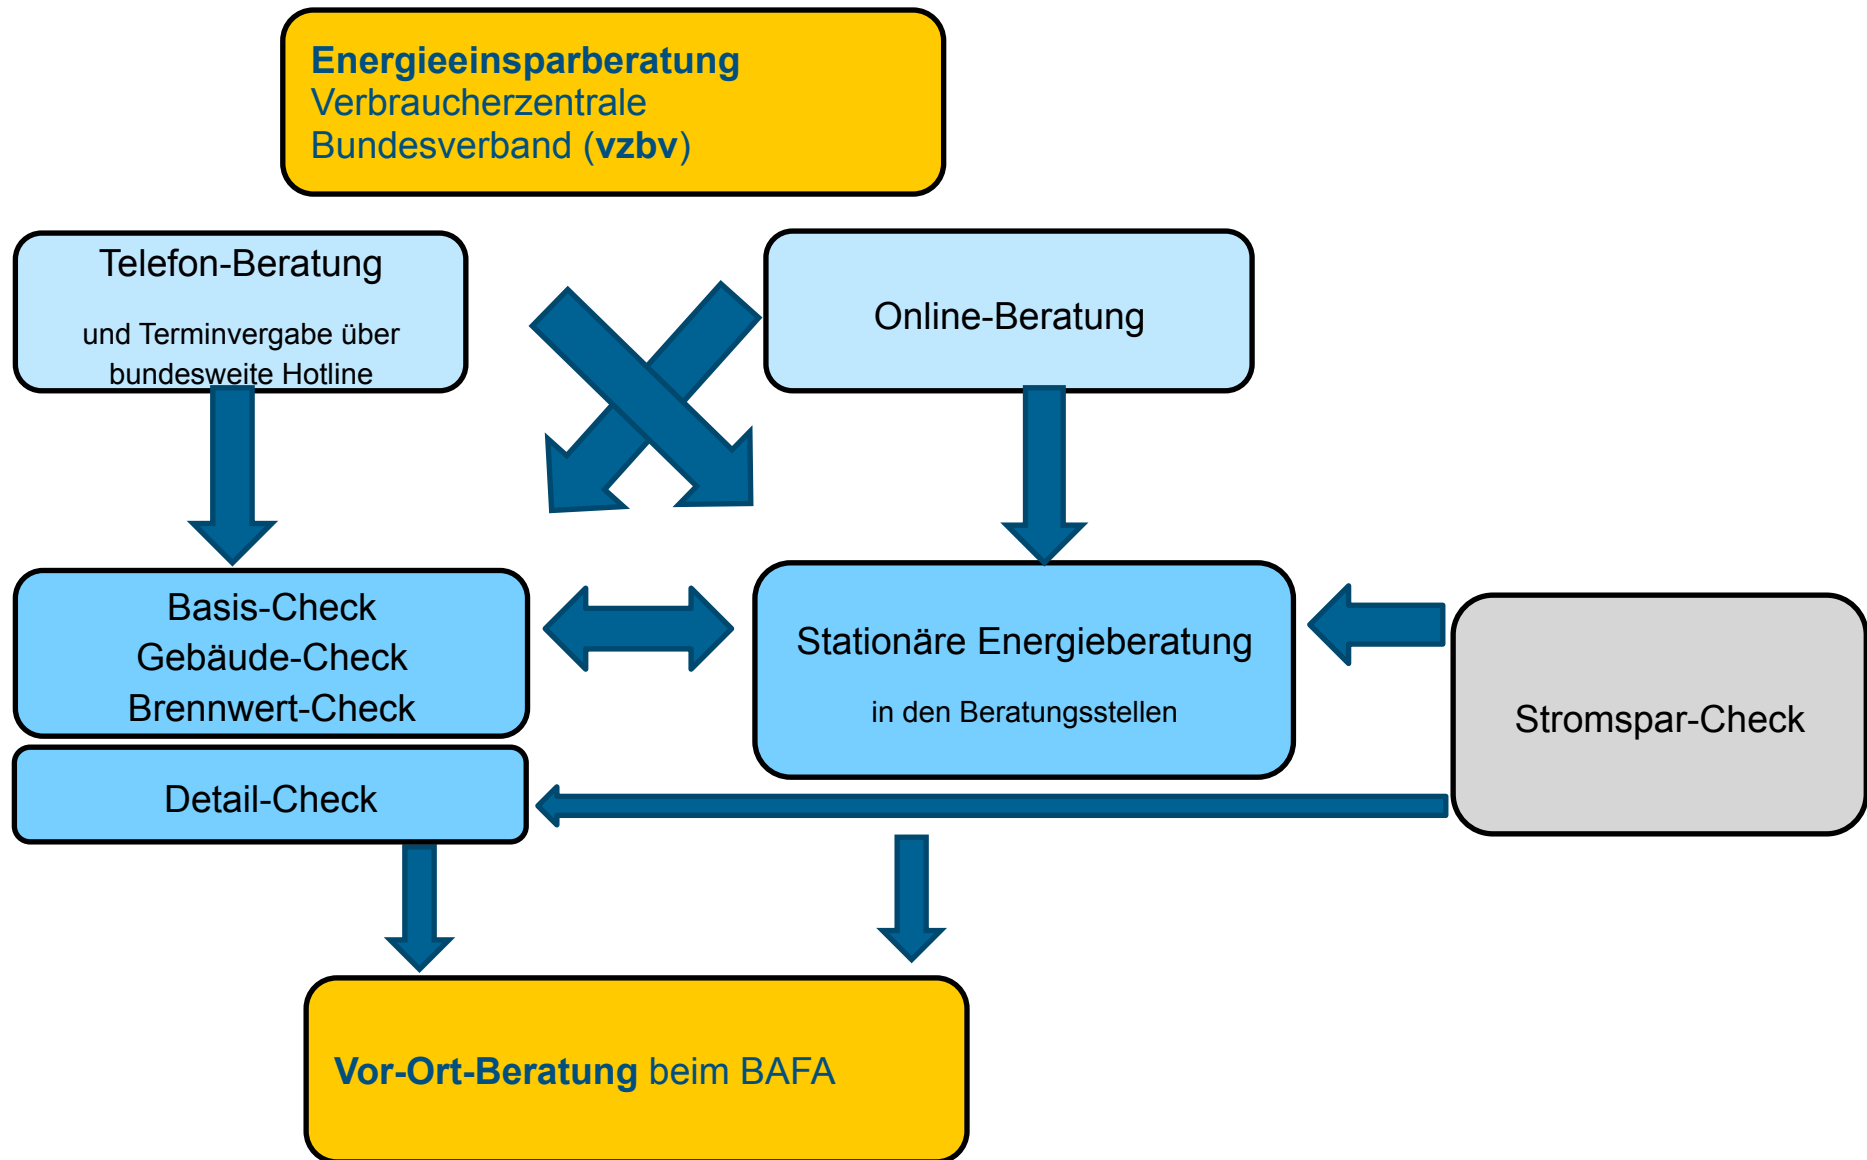 Energieeinsparberatung
Verbraucherzentrale
Bundesverband (vzbv)
Telefon-Beratung
und Terminvergabe über
bundesweite Hotline
Online-Beratung
Basis-Check
Gebäude-Check
Brennwert-Check
Stationäre Energieberatung
in den Beratungsstellen
Stromspar-Check
Detail-Check
Vor-Ort-Beratung beim BAFA